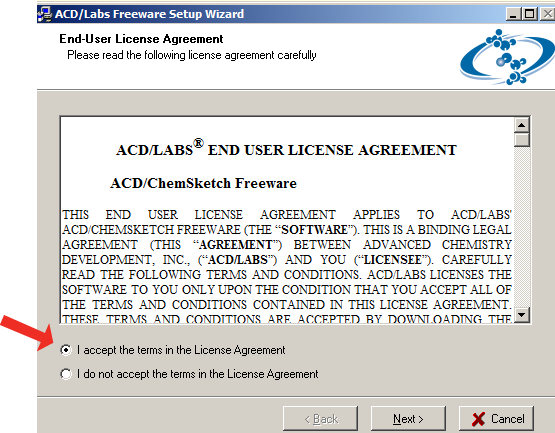 ACD/Labs Freeware Setup Wizard
End-User License Agreement
Please read the following license agreement carefully
ACD/LABS® END USER LICENSE AGREEMENT
ACD/ChemSketch Freeware
THIS END USER LICENSE AGREEMENT APPLIES TO ACD/LABS'
ACD/CHEMSKETCH FREEWARE (THE “SOFTWARE”). THIS IS A BINDING LEGAL
AGREEMENT (THIS “AGREEMENT”) BETWEEN ADVANCED CHEMISTRY
DEVELOPMENT, INC., (“ACD/LABS”) AND YOU (“LICENSEE”). CAREFULLY
READ THE FOLLOWING TERMS AND CONDITIONS. ACD/LABS LICENSES THE
SOFTWARE TO YOU ONLY UPON THE CONDITION THAT YOU ACCEPT ALL OF
THE TERMS AND CONDITIONS CONTAINED IN THIS LICENSE AGREEMENT.
THESE TERMS AND CONDITIONS ARE ACCEPTED BY DOWNLOADING THE
I accept the terms in the License Agreement
I do not accept the terms in the License Agreement
< Back
Next >
Cancel